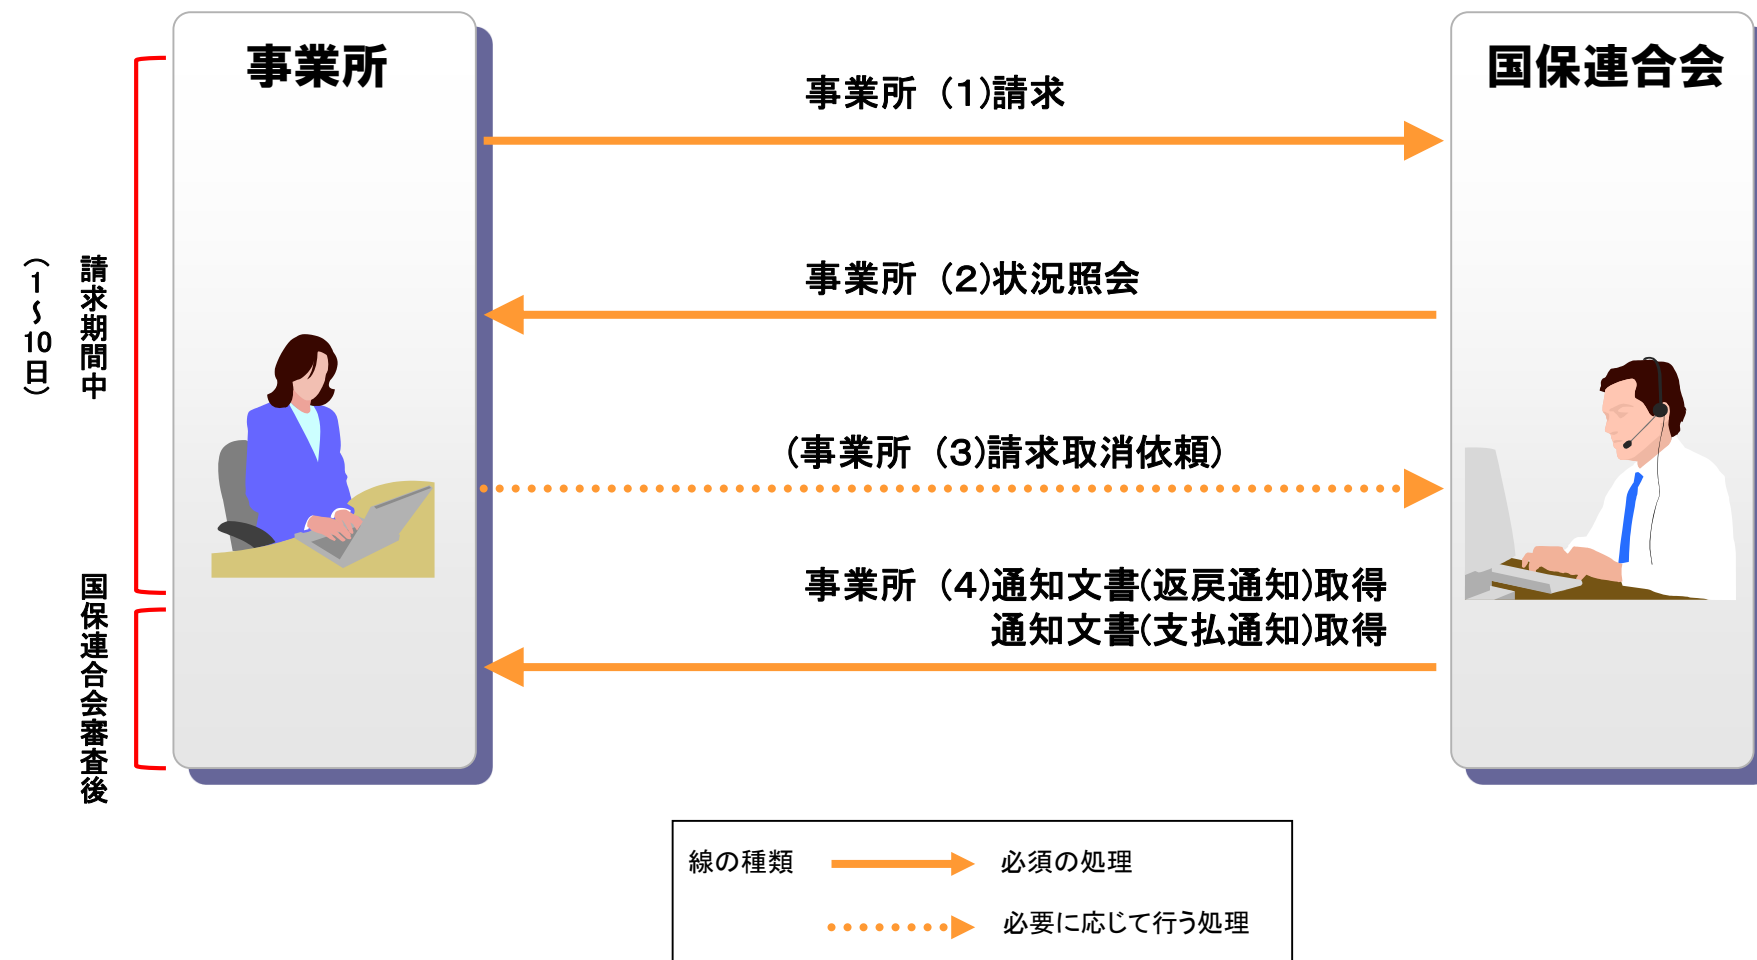 事業所
国保連合会
事業所 (1)請求
事業所 (2)状況照会
(事業所 (3)請求取消依頼)
事業所 (4)通知文書(返戻通知)取得
通知文書(支払通知)取得
請求期間中
(1~10日)
国保連合会審査後
線の種類 必須の処理
必要に応じて行う処理